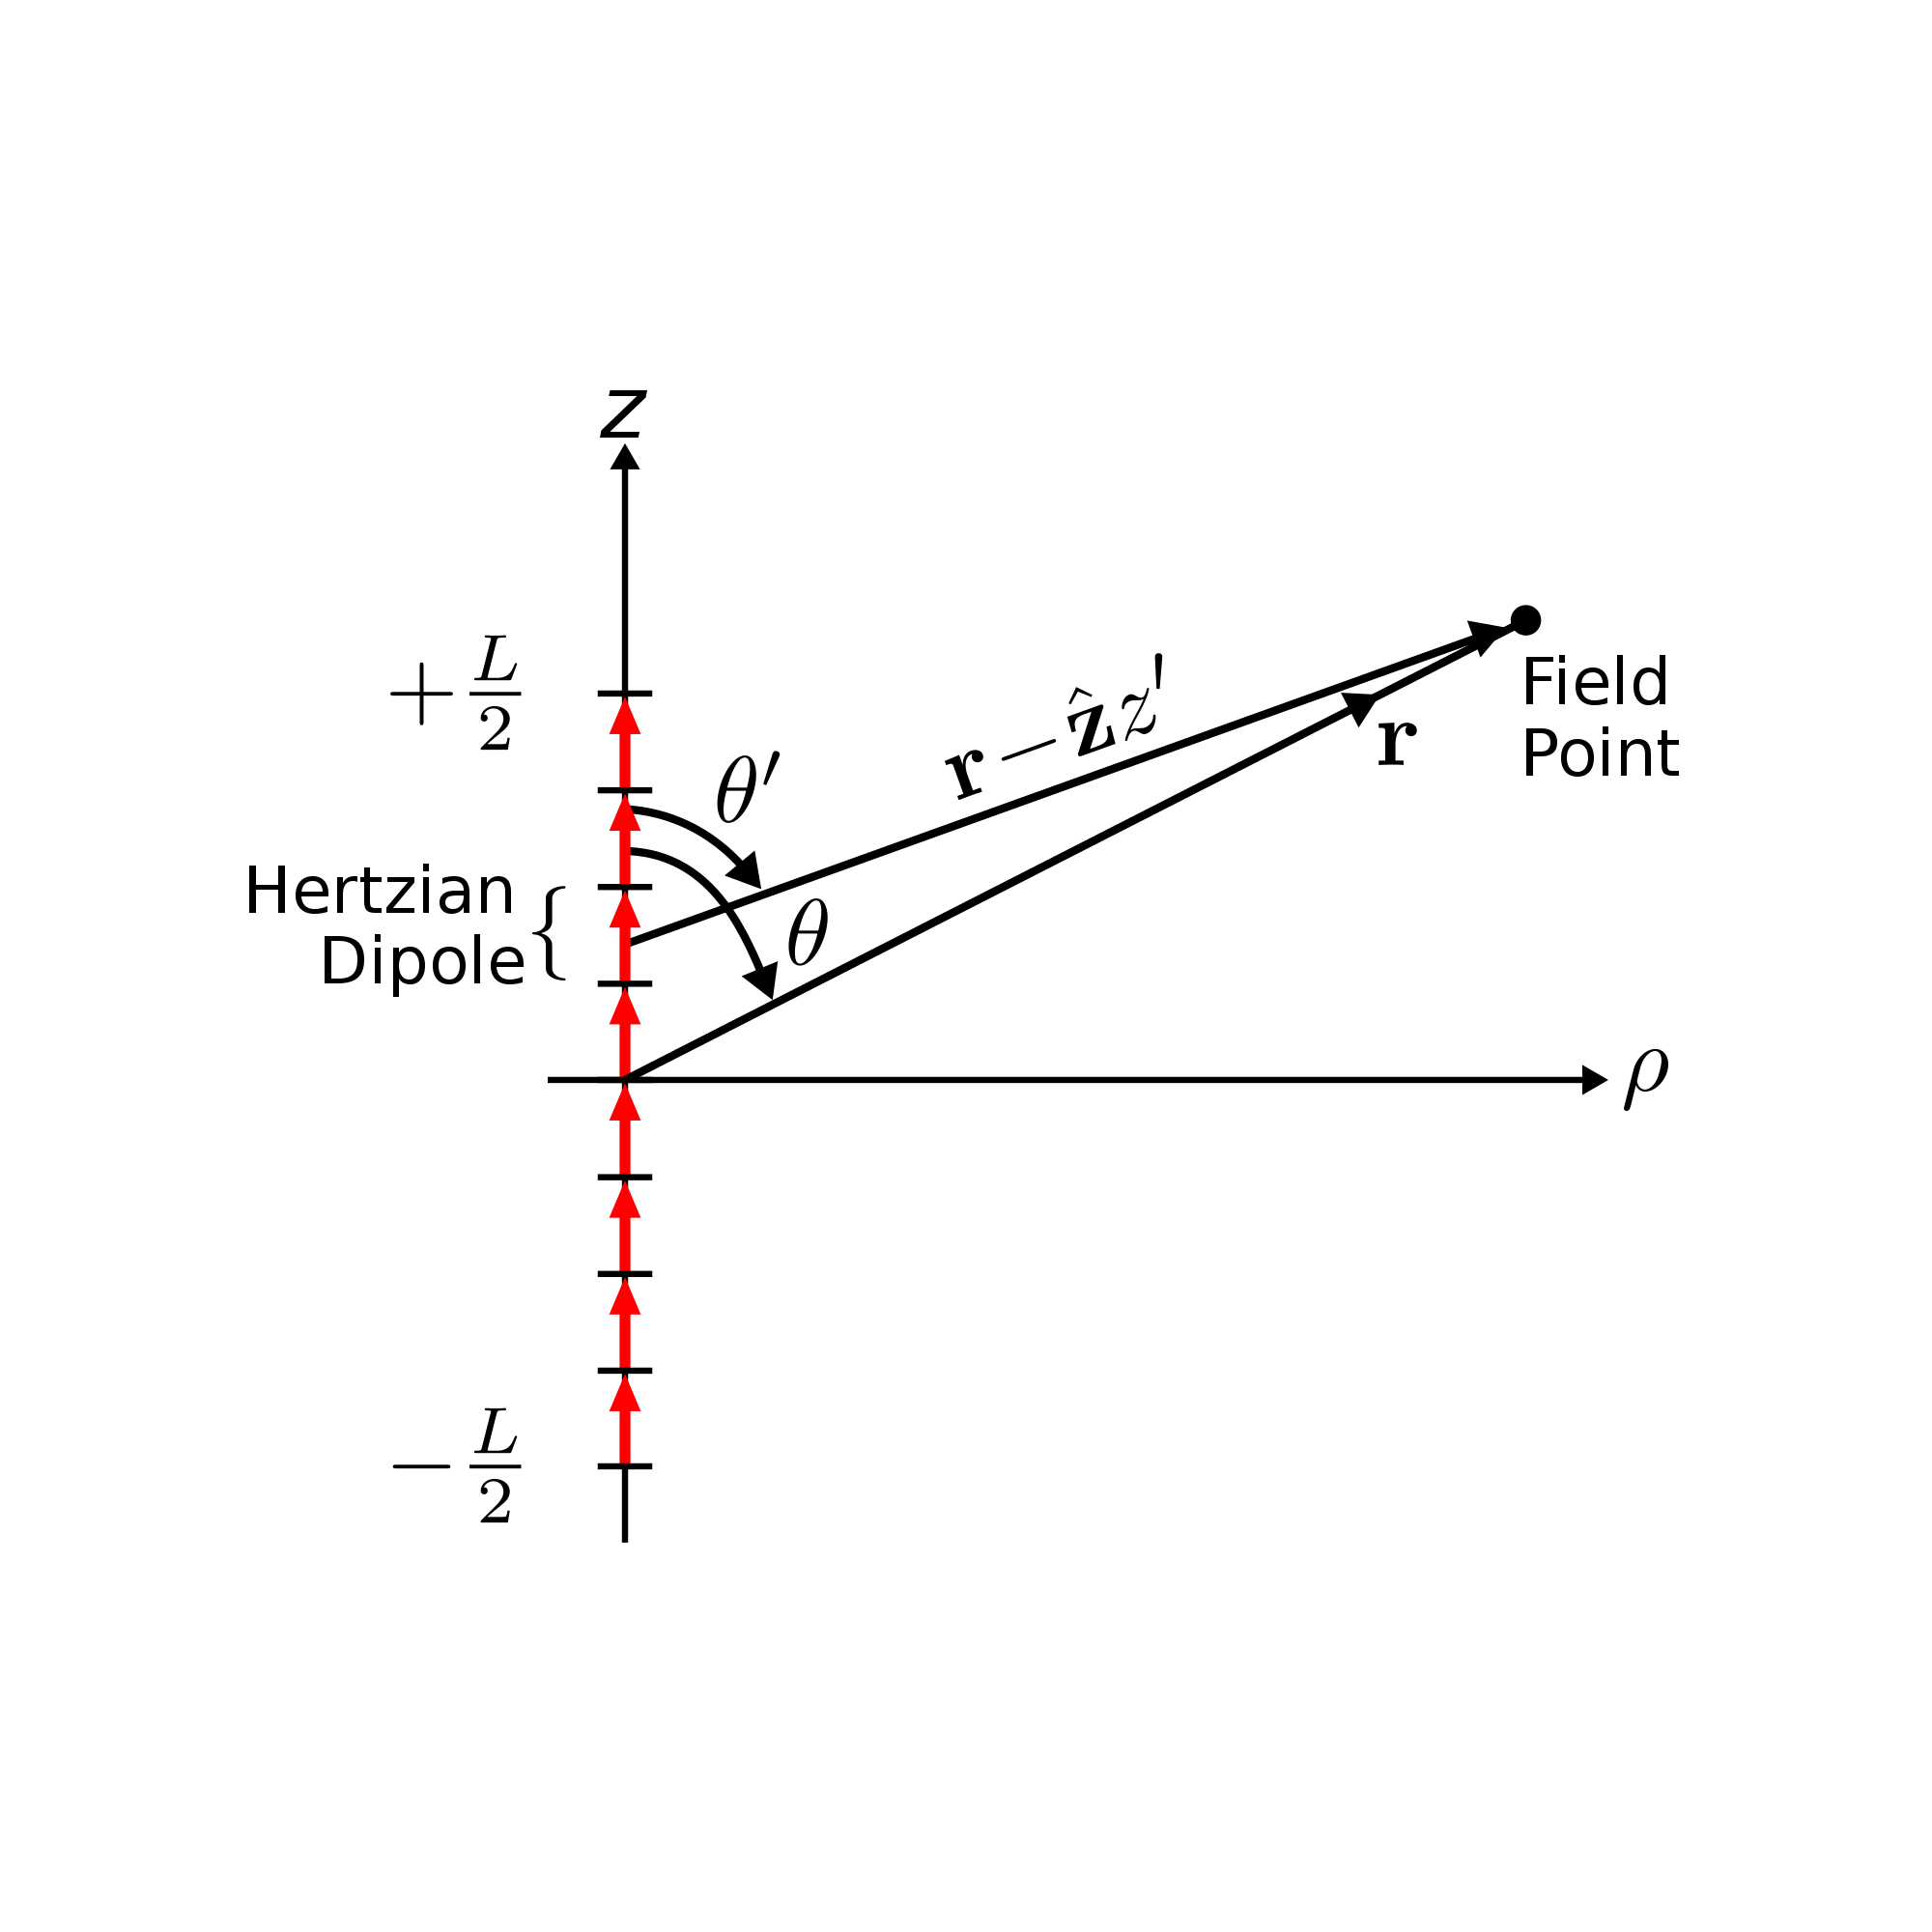 z
+L/2
θ′
r−ẑz′
r
Field
Point
Hertzian
Dipole
θ
ρ
−L/2